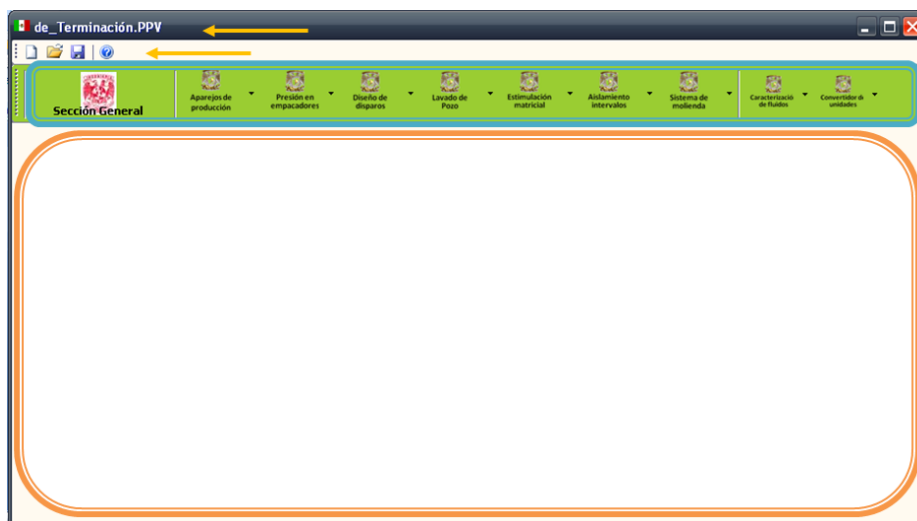 de_Terminación.PPV
Sección General
Aparejos de
producción
Presión en
empacadores
Diseño de
disparos
Lavado de
Pozo
Estimulación
matricial
Aislamiento
intervalos
Sistema de
molienda
Caracterizació
de fluidos
Convertidor d
unidades